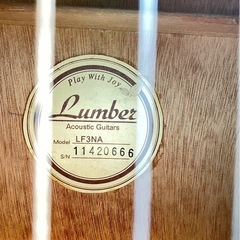 Play With Joy
Lumber
Acoustic Guitars
Model LF3NA
S/N 11420666